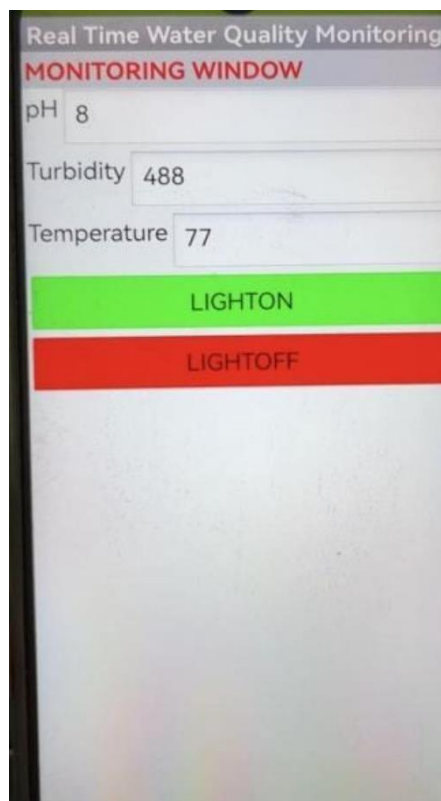 Real Time Water Quality Monitoring
MONITORING WINDOW
pH 8
Turbidity 488
Temperature 77
LIGHTON
LIGHTOFF